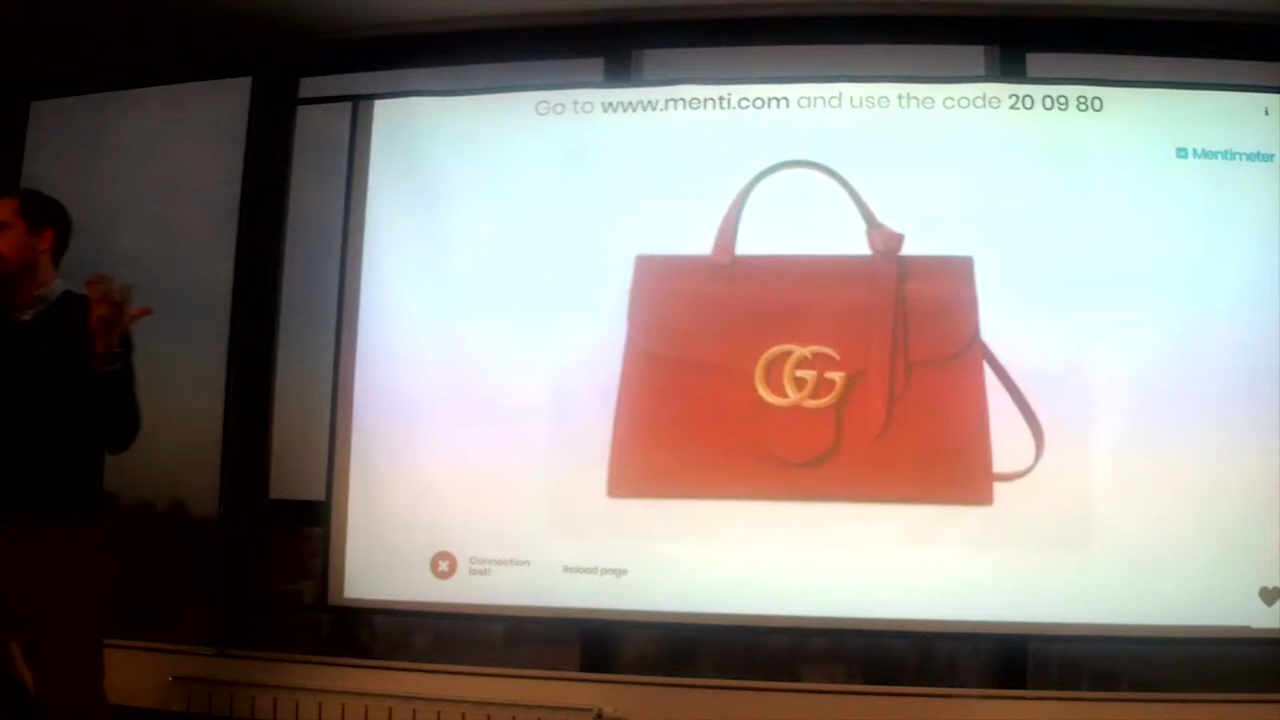 Go to www.menti.com and use the code 20 09 80
i
Mentimeter
GG
Connection
lost!
Reload page